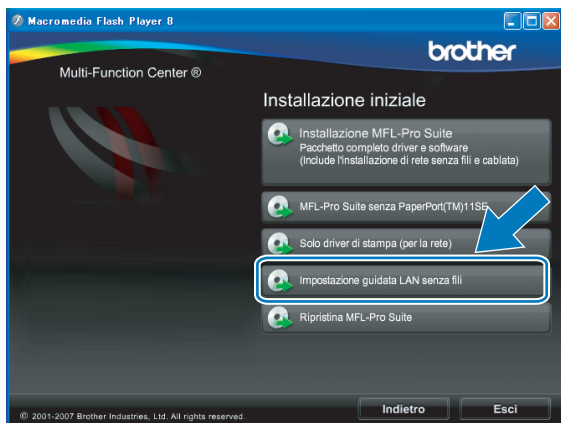 Macromedia Flash Player 8
brother
Multi-Function Center ®
Installazione iniziale
Installazione MFL-Pro Suite
Pacchetto completo driver e software
(Include l'installazione di rete senza fili e cablata)
MFL-Pro Suite senza PaperPort(TM)11SE
Solo driver di stampa (per la rete)
Impostazione guidata LAN senza fili
Ripristina MFL-Pro Suite
Indietro
Esci
© 2001-2007 Brother Industries, Ltd. All rights reserved.